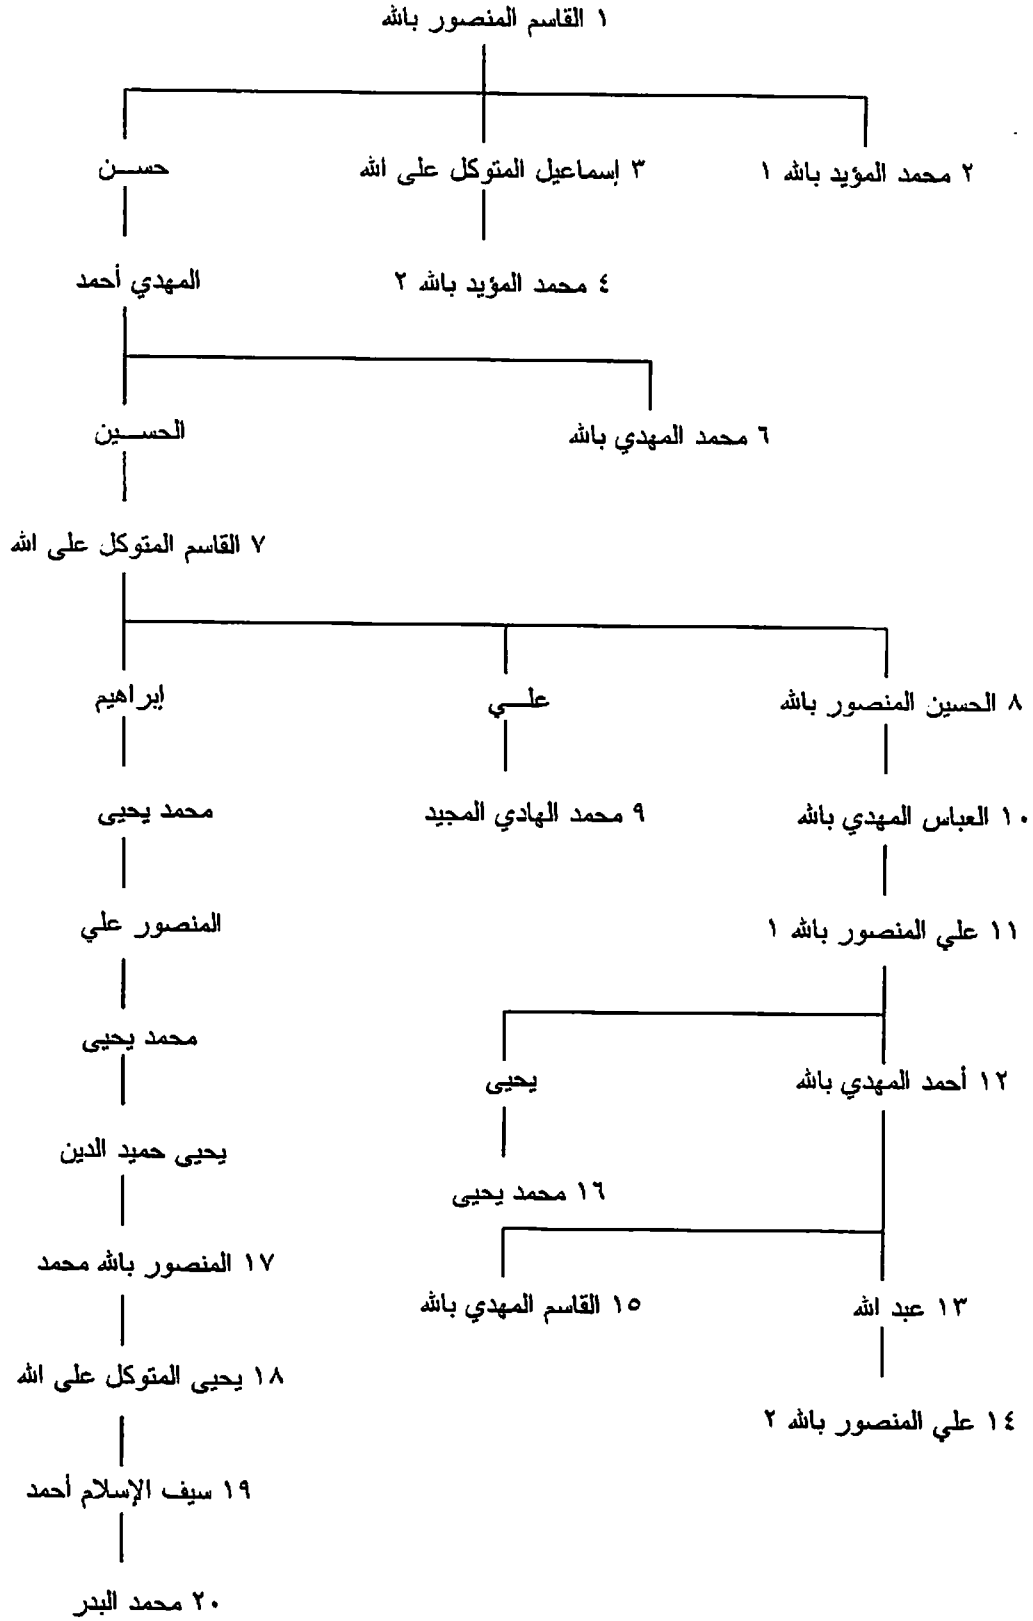 ١ القاسم المنصور بالله
٢ محمد المؤيد بالله ١
٣ إسماعيل المتوكل على الله
حسن
٤ محمد المؤيد بالله ٢
المهدي أحمد
٦ محمد المهدي بالله
الحسين
٧ القاسم المتوكل على الله
٨ الحسين المنصور بالله
علي
إبراهيم
١٠ العباس المهدي بالله
٩ محمد الهادي المجيد
محمد يحيى
١١ علي المنصور بالله ١
المنصور علي
محمد يحيى
١٢ أحمد المهدي بالله
يحيى
يحيى حميد الدين
١٦ محمد يحيى
١٧ المنصور بالله محمد
١٣ عبد الله
١٥ القاسم المهدي بالله
١٨ يحيى المتوكل على الله
١٤ علي المنصور بالله ٢
١٩ سيف الإسلام أحمد
٢٠ محمد البدر